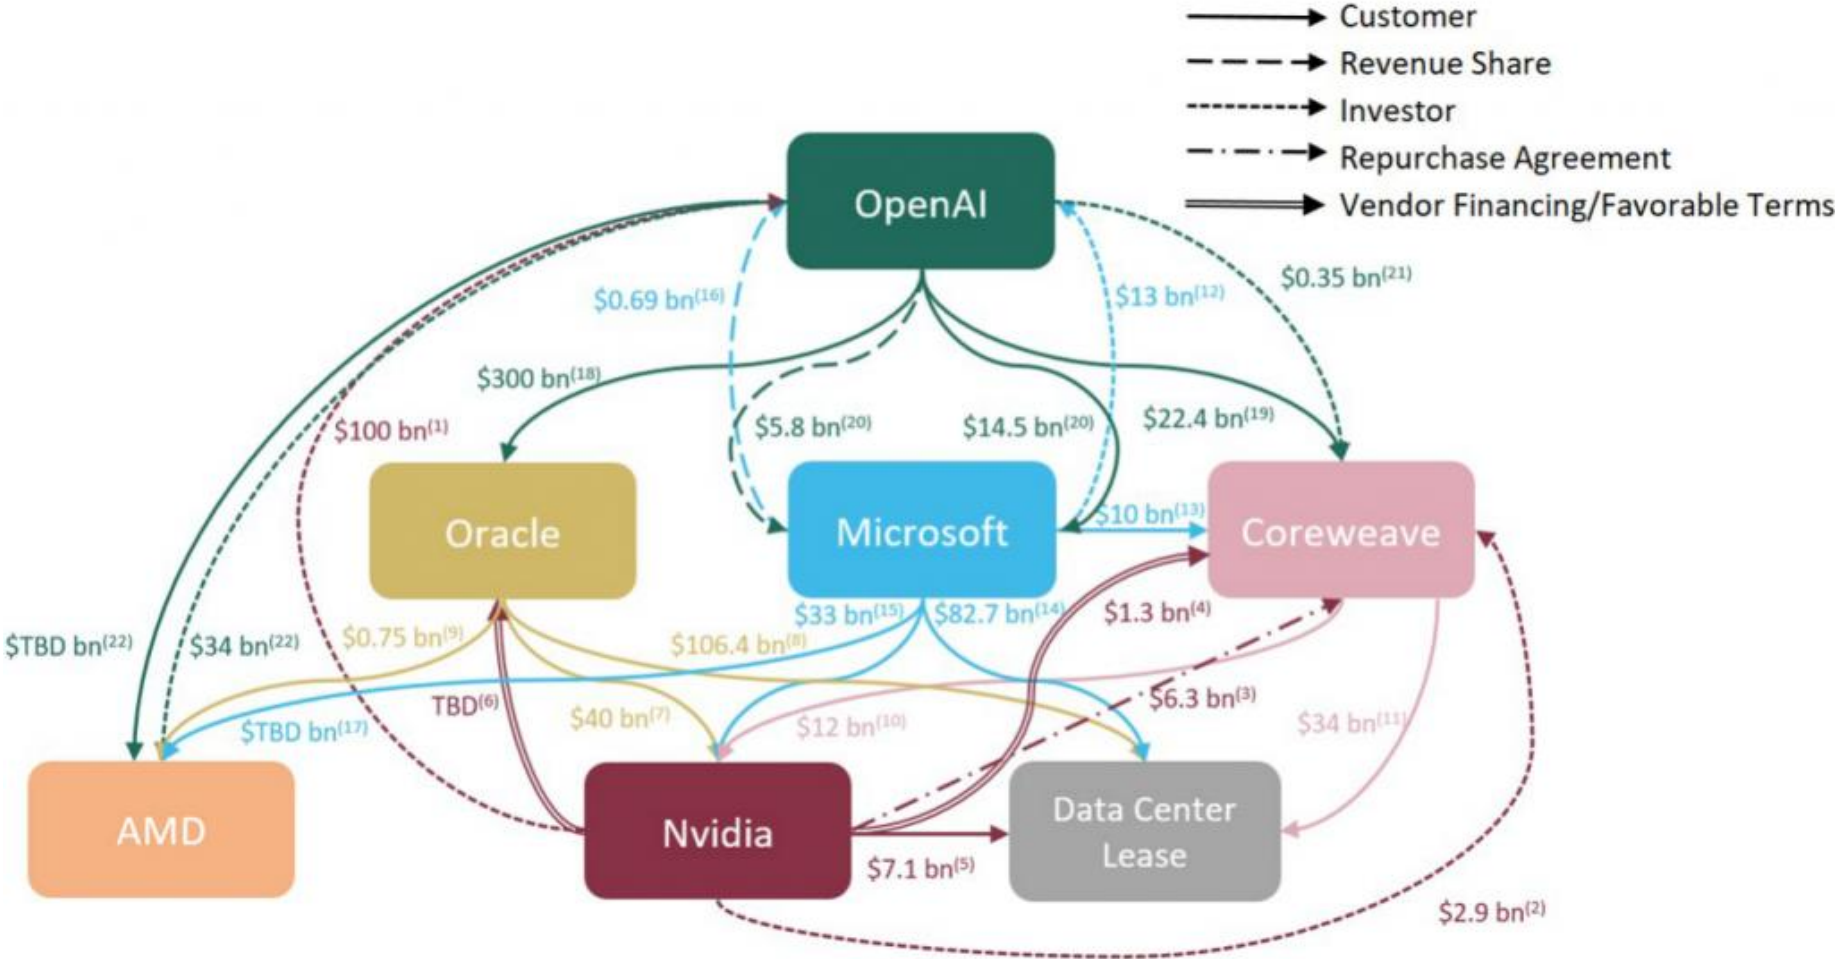 Customer
Revenue Share
Investor
Repurchase Agreement
Vendor Financing/Favorable Terms
OpenAI
$0.69 bn(16)
$13 bn(12)
$0.35 bn(21)
$300 bn(18)
$100 bn(1)
$5.8 bn(20)
$14.5 bn(20)
$22.4 bn(19)
Oracle
Microsoft
$10 bn(13)
Coreweave
$TBD bn(22)
$34 bn(22)
$0.75 bn(9)
$106.4 bn(8)
$33 bn(15)
$82.7 bn(14)
$1.3 bn(4)
TBD(6)
$TBD bn(17)
$40 bn(7)
$12 bn(10)
$6.3 bn(3)
$34 bn(11)
AMD
Nvidia
Data Center
Lease
$7.1 bn(5)
$2.9 bn(2)